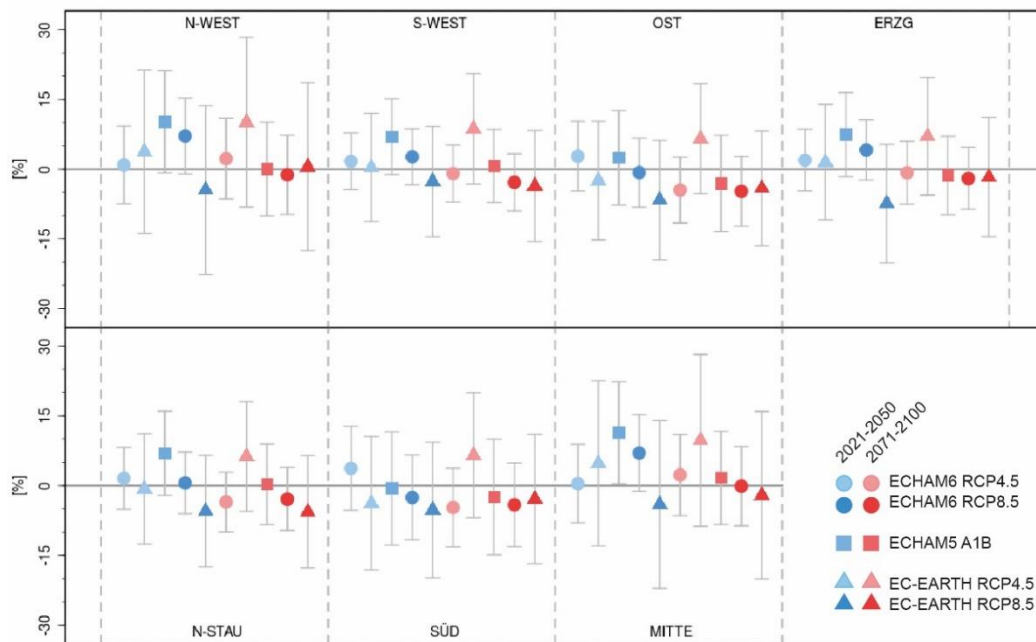 N-WEST S-WEST OST ERZG
30
15
0
-15
-30
[%]
30
15
0
-15
-30
[%]
2021-2050
2071-2100
ECHAM6 RCP4.5
ECHAM6 RCP8.5
ECHAM5 A1B
EC-EARTH RCP4.5
EC-EARTH RCP8.5
N-STAU SÜD MITTE